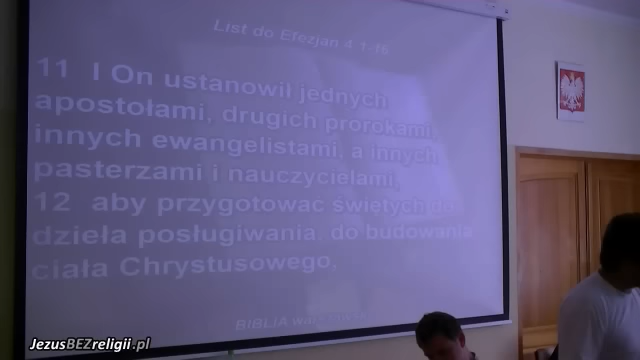 List do Efezjan 4 1-16
11 I On ustanowił jednych
apostołami, drugich prorokami,
innych ewangelistami, a innych
pasterzami i nauczycielami,
12 aby przygotować świętych do
dzieła posługiwania, do budowania
ciała Chrystusowego,
BIBLIA
JezusBEZreligii.pl